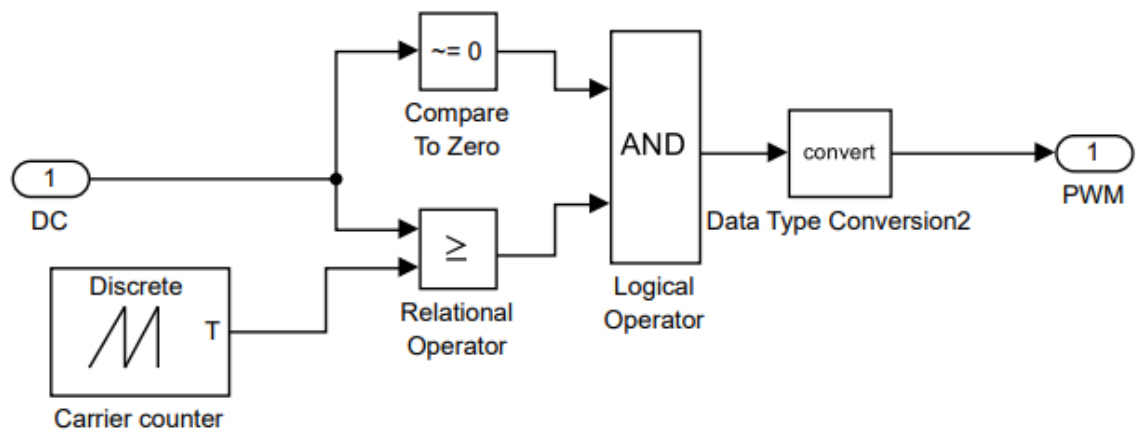 ~= 0
Compare
To Zero
1
DC
≥
Relational
Operator
Discrete
T
Carrier counter
AND
Logical
Operator
convert
Data Type Conversion2
1
PWM